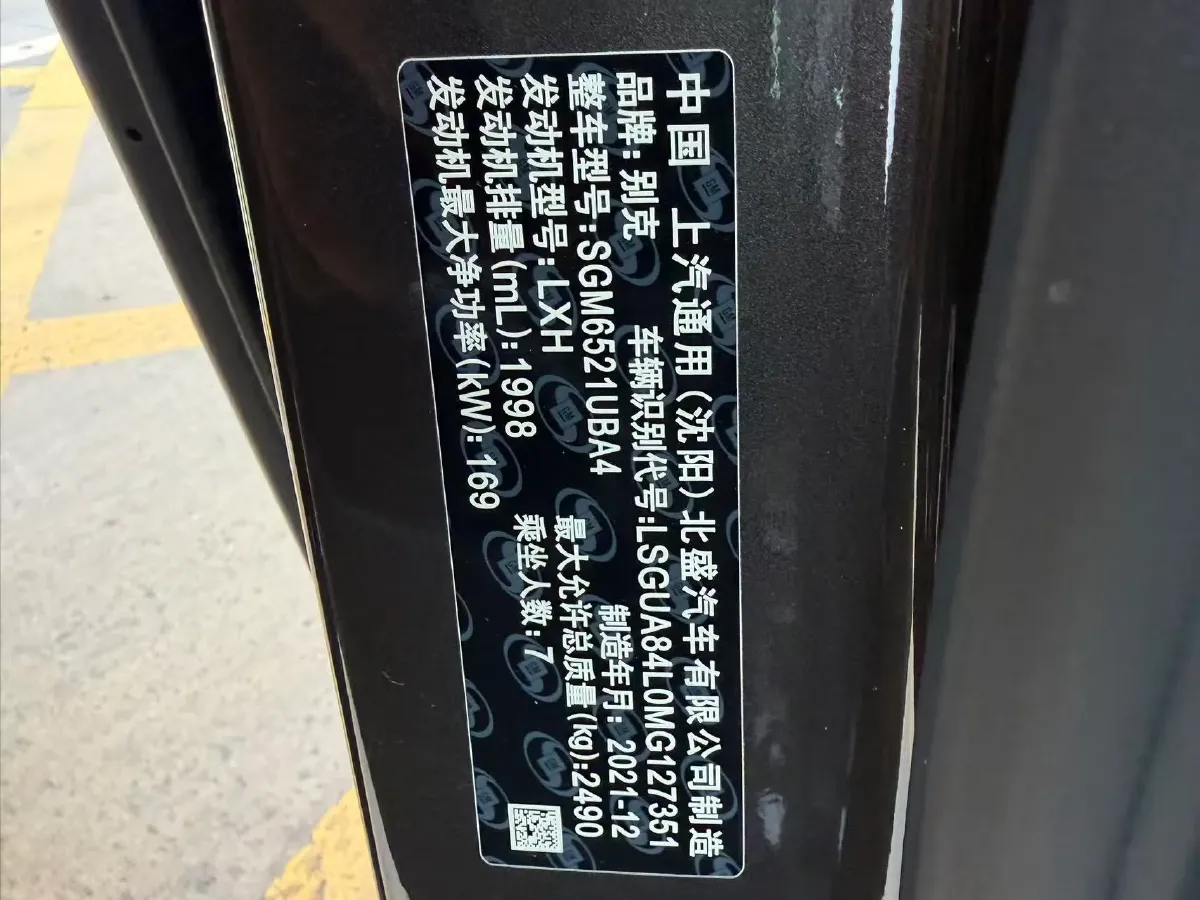 中国 上汽通用(沈阳)北盛汽车有限公司制造
品牌:别克 车辆识别代号:LSGUA84L0MG127351
整车型号:SGM6521UBA4 制造年月:2021-12
发动机型号:LXH 最大允许总质量(kg):2490
发动机排量(mL):1998 乘坐人数:7
发动机最大净功率(kW):169